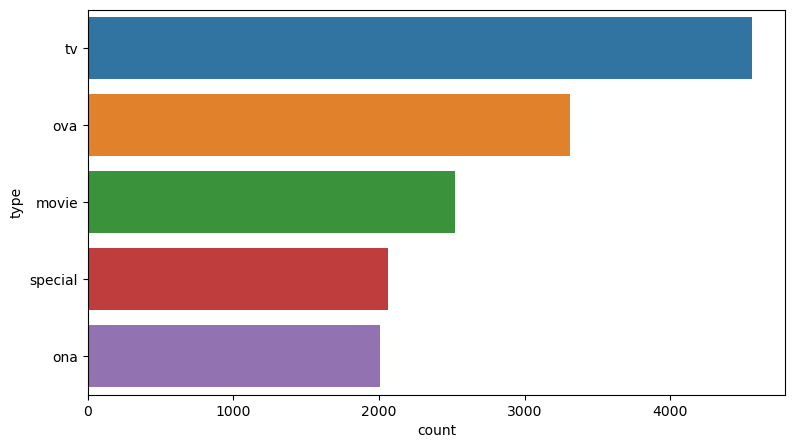 tv
ova
movie
special
ona
type
0 1000 2000 3000 4000
count